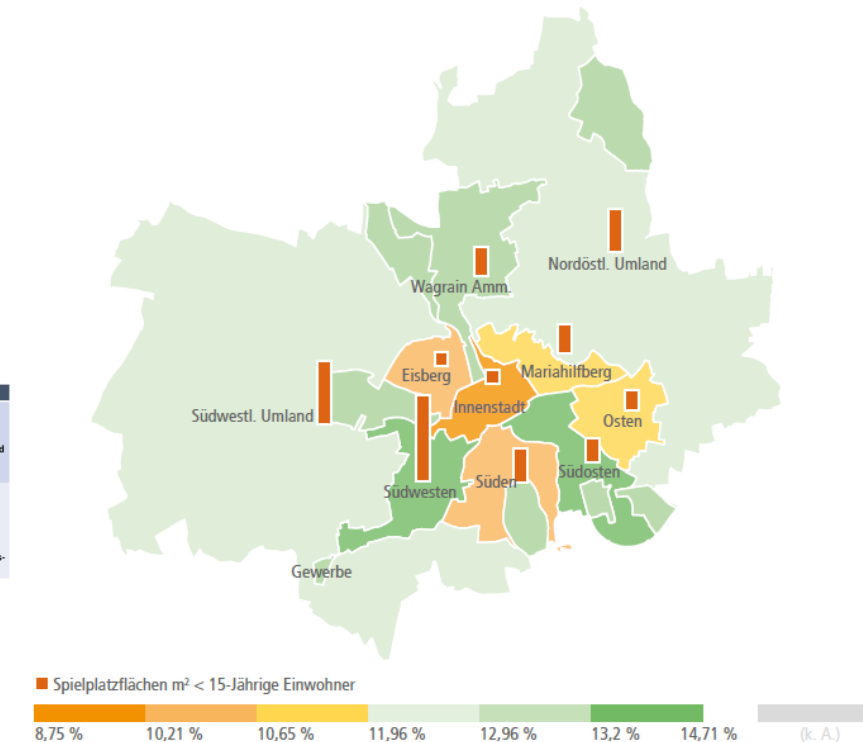 Nordöstl. Umland
Wagrain Amm.
Eisberg
Mariahilfberg
Innenstadt
Südwestl. Umland
Osten
Südwesten
Süden
Südosten
Gewerbe
Spielplatzflächen m² < 15-Jährige Einwohner
8,75 % 10,21 % 10,65 % 11,96 % 12,96 % 13,2 % 14,71 % (k. A.)